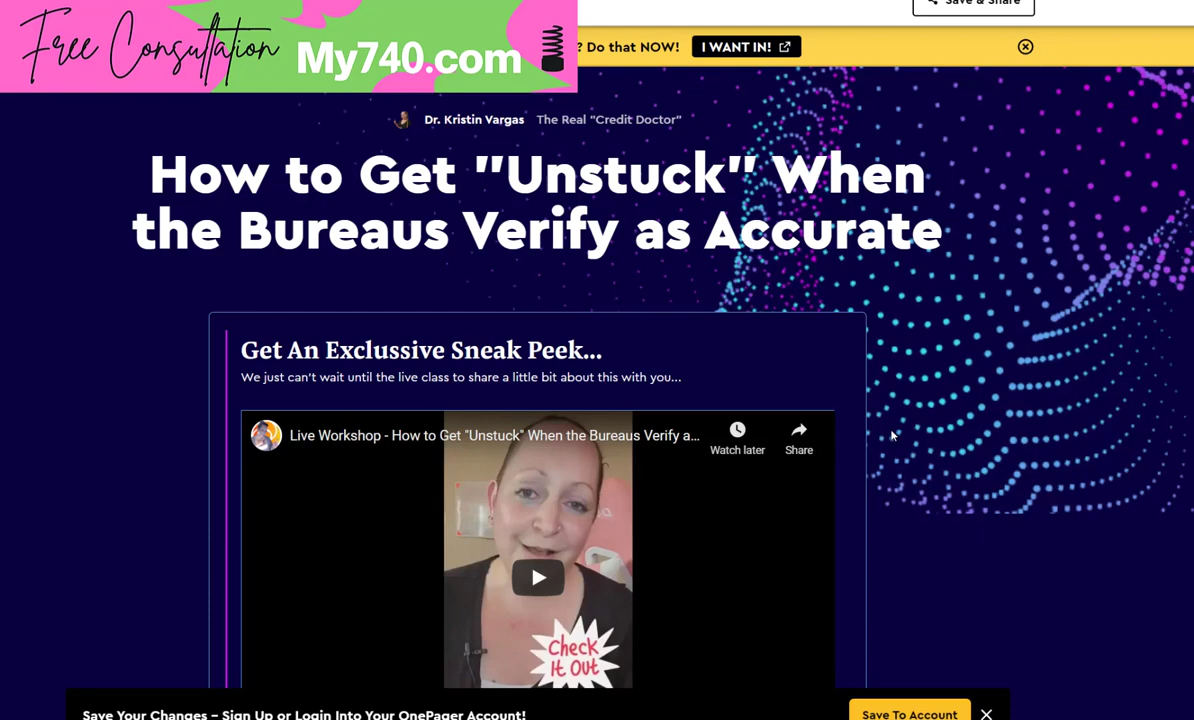 Save & Share
Free Consultation
My740.com
? Do that NOW!
I WANT IN!
Dr. Kristin Vargas The Real "Credit Doctor"
How to Get "Unstuck" When
the Bureaus Verify as Accurate
Get An Exclussive Sneak Peek...
We just can't wait until the live class to share a little bit about this with you...
Live Workshop - How to Get "Unstuck" When the Bureaus Verify a...
Watch later
Share
Check
It Out
Save Your Changes – Sign Up or Login Into Your OnePager Account!
Save To Account